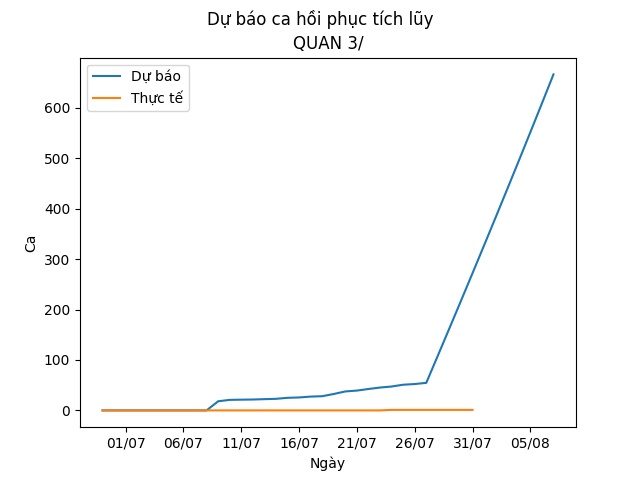 Dự báo ca hồi phục tích lũy
QUAN 3/
Dự báo
Thực tế
600
500
400
300
200
100
0
Ca
01/07 06/07 11/07 16/07 21/07 26/07 31/07 05/08
Ngày